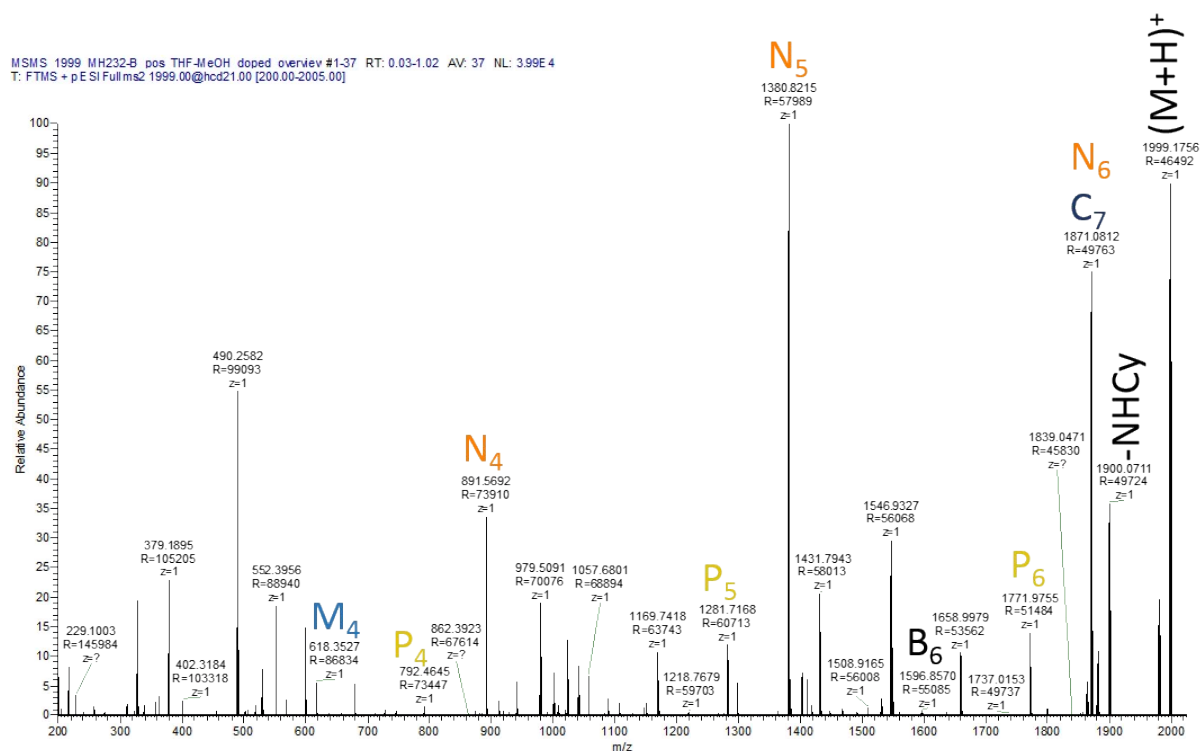 MSMS 1999 MH232-B pos THF-MeOH doped overview #1-37 RT: 0.03-1.02 AV: 37 NL: 3.99E4
T: FTMS + p ESI Full ms2 1999.00@hcd21.00 [200.00-2005.00]
(M+H)+
N5
1380.8215
R=57989
z=1
1999.1756
R=46492
z=1
N6
C7
1871.0812
R=49763
z=1
-NHCy
1900.0711
R=49724
z=1
490.2582
R=99093
z=1
N4
891.5692
R=73910
z=1
1839.0471
R=45830
z=?
1546.9327
R=56068
z=1
379.1895
R=105205
z=1
552.3956
R=88940
z=1
979.5091
R=70076
z=1
1057.6801
R=68894
z=1
P5
1281.7168
R=60713
z=1
1431.7943
R=58013
z=1
P6
1771.9755
R=51484
z=1
229.1003
R=145984
z=?
402.3184
R=103318
z=1
M4
618.3527
R=86834
z=1
P4
792.4645
R=73447
z=1
862.3923
R=67614
z=?
1169.7418
R=63743
z=1
1218.7679
R=59703
z=1
1508.9165
R=56008
z=1
B6
1596.8570
R=55085
z=1
1658.9979
R=53562
z=1
1737.0153
R=49737
z=1
Relative Abundance
100
95
90
85
80
75
70
65
60
55
50
45
40
35
30
25
20
15
10
5
0
200 300 400 500 600 700 800 900 1000 1100 1200 1300 1400 1500 1600 1700 1800 1900 2000
m/z